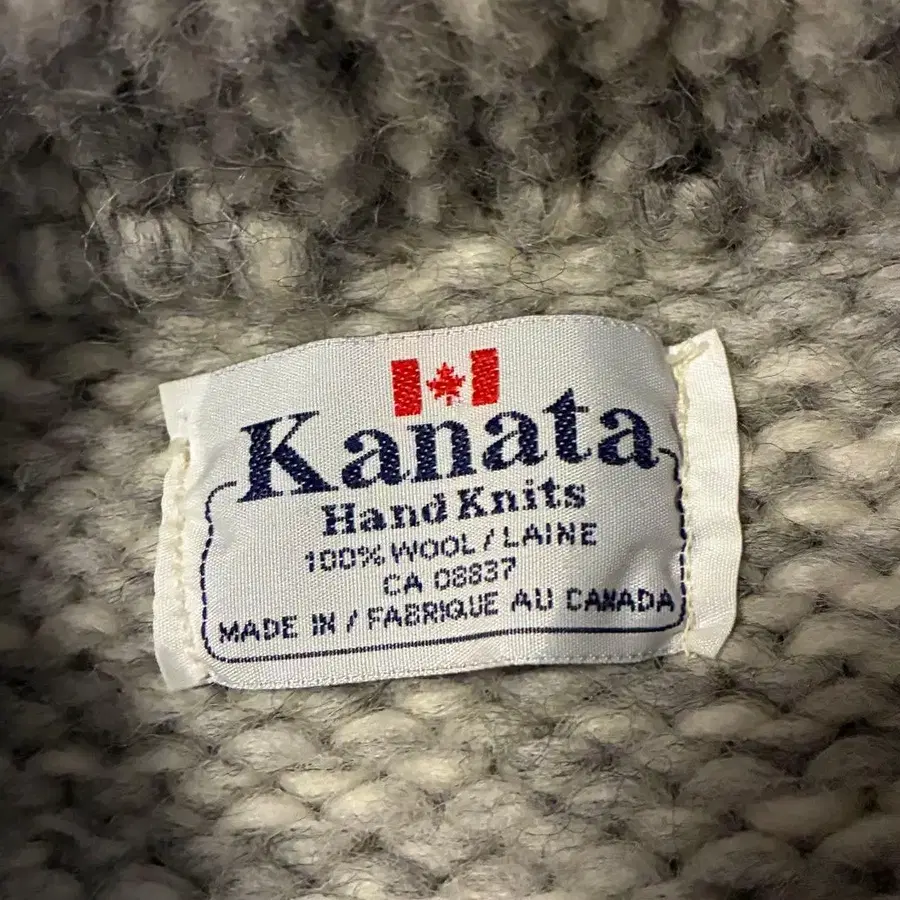 Kanata
Hand Knits
100% WOOL / LAINE
CA 08837
MADE IN / FABRIQUE AU CANADA